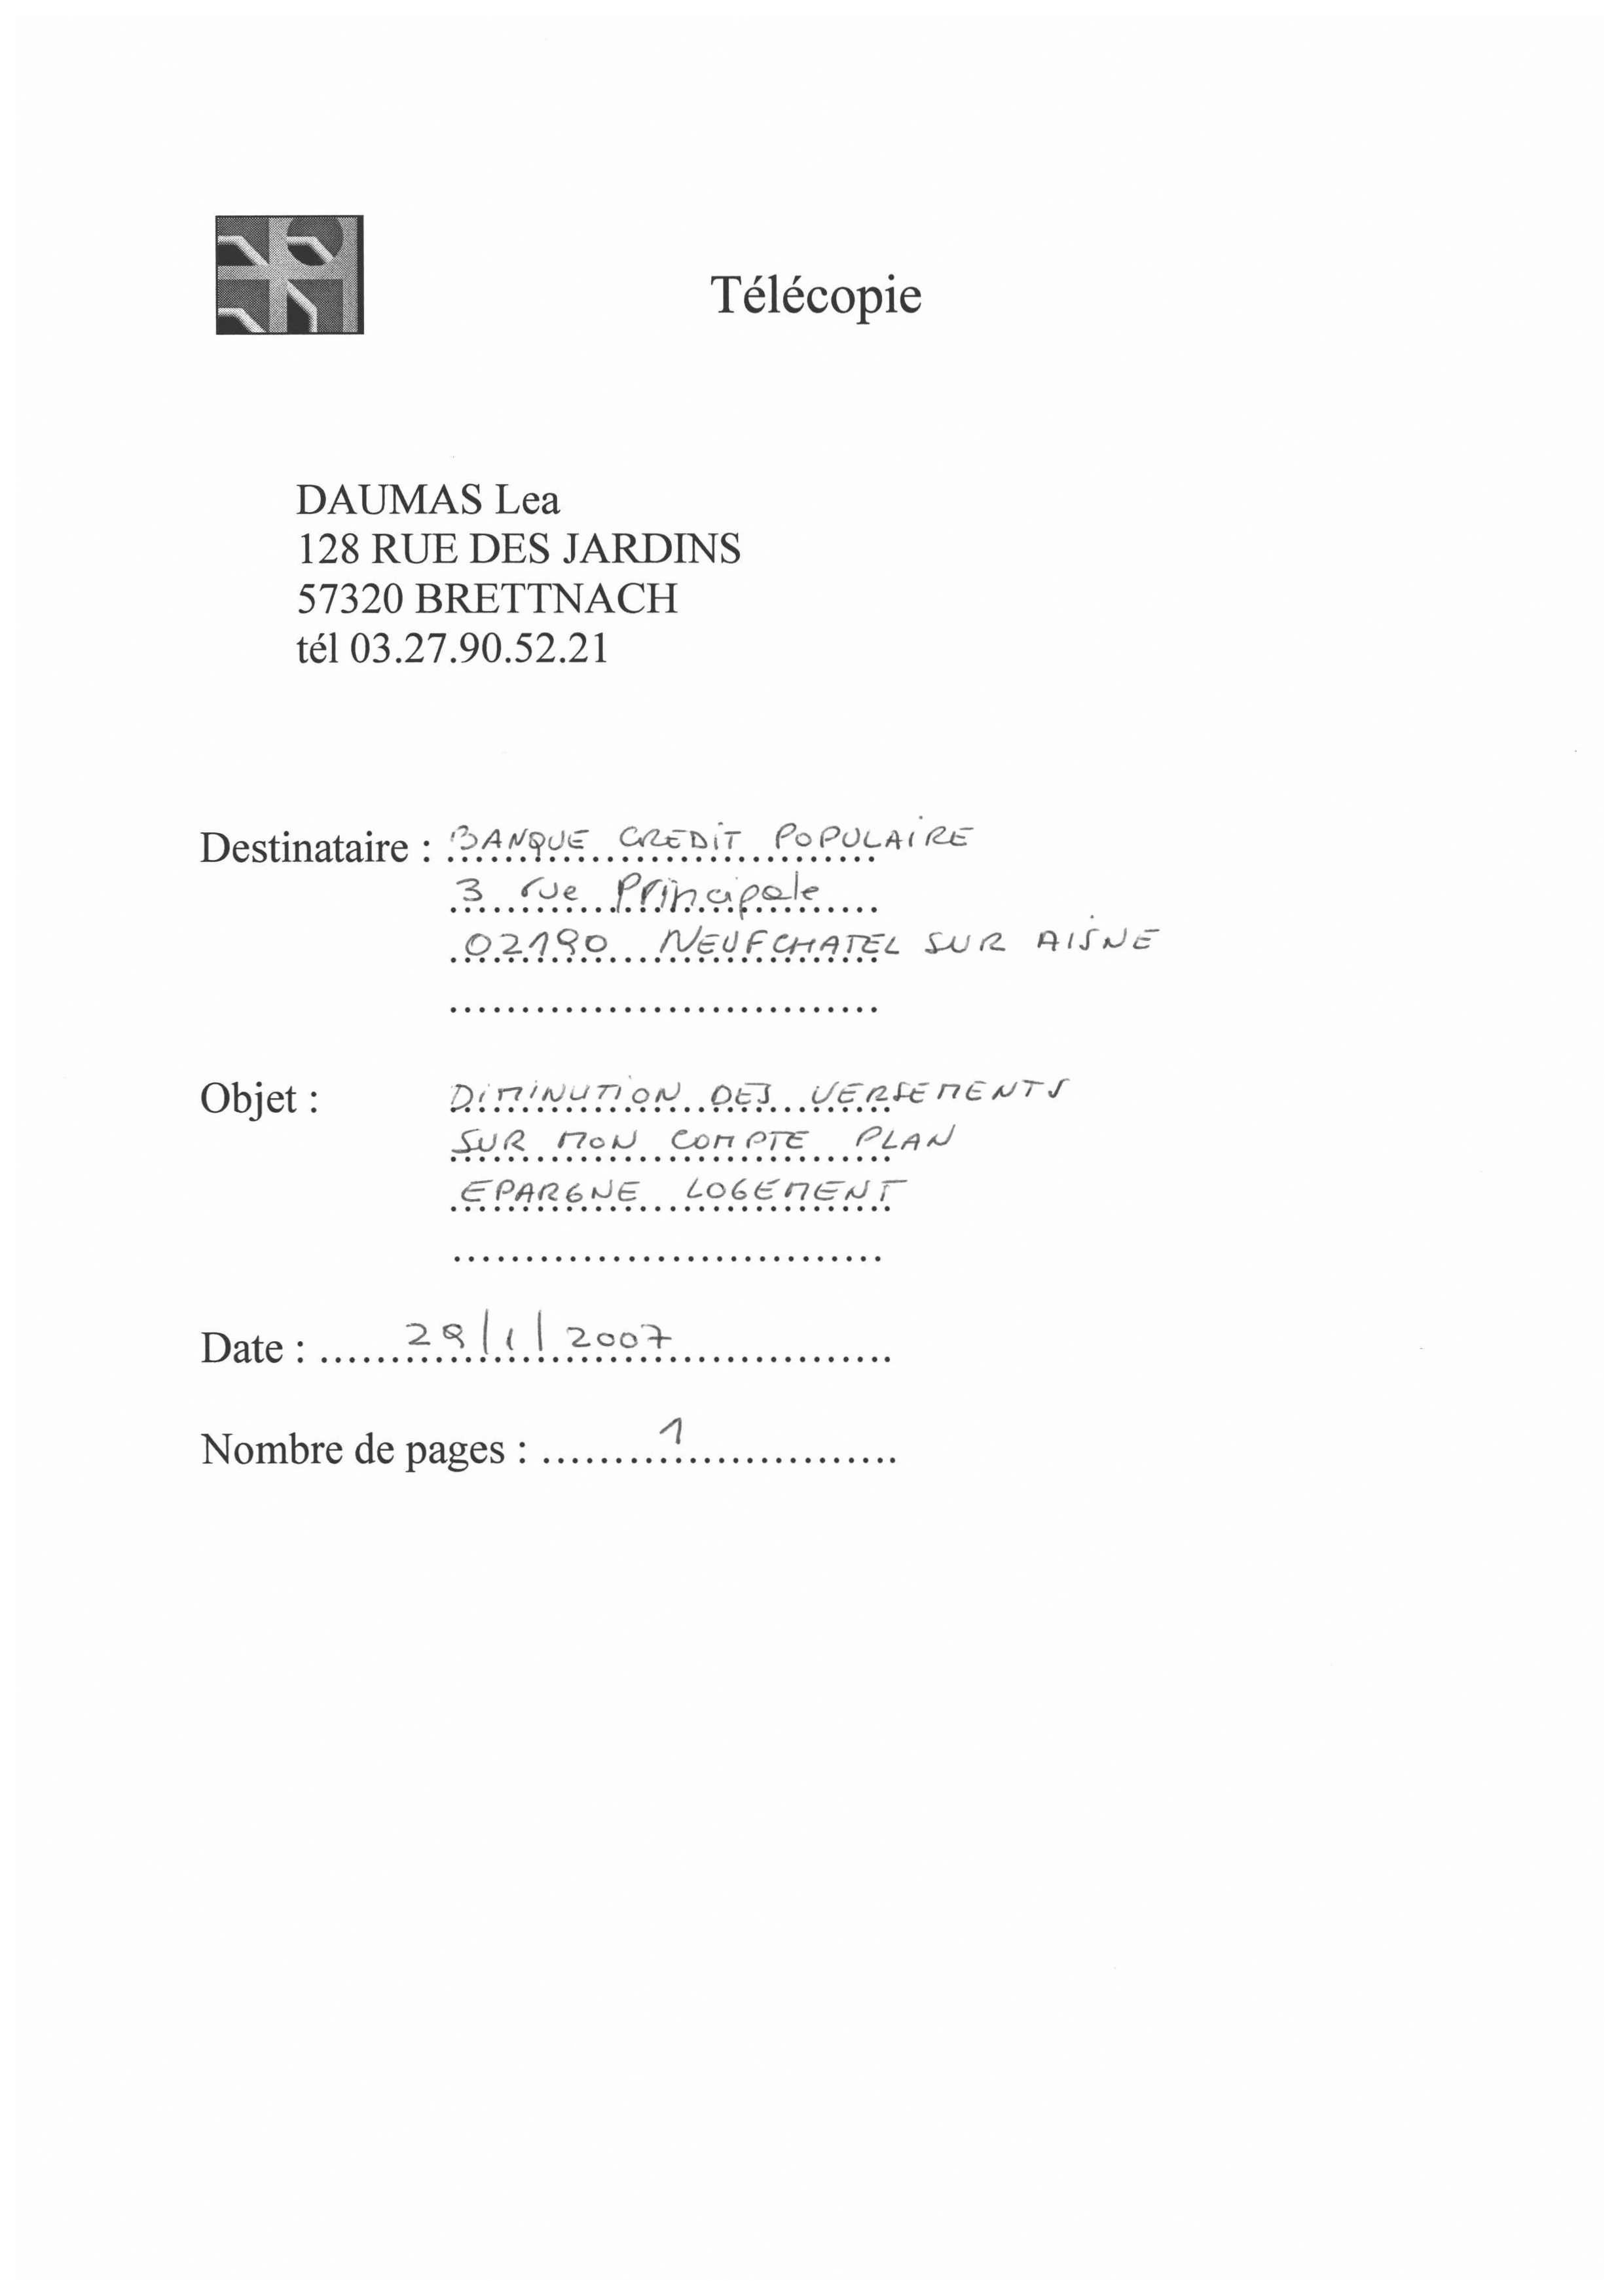 Télécopie
DAUMAS Lea
128 RUE DES JARDINS
57320 BRETTNACH
tél 03.27.90.52.21
Destinataire : BANQUE CREDIT POPULAIRE
3 rue Principale
02190 NEUFCHATEL SUR AISNE
Objet : DIMINUTION DES VERSEMENTS
SUR MON COMPTE PLAN
EPARGNE LOGEMENT
Date : 28/1/2007
Nombre de pages : 1